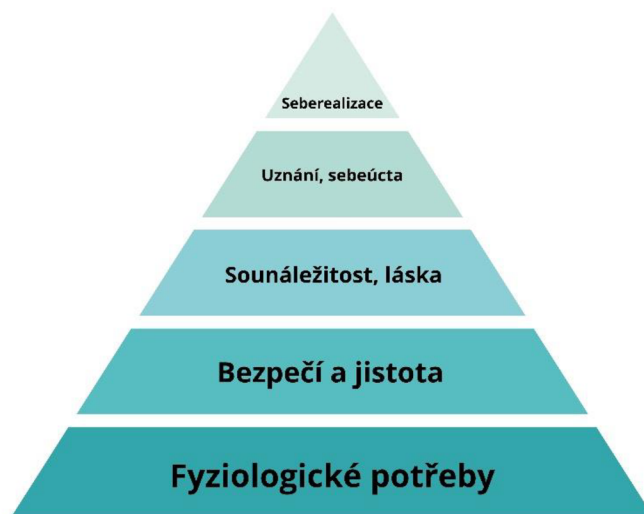 Seberealizace
Uznání, sebeúcta
Sounáležitost, láska
Bezpečí a jistota
Fyziologické potřeby